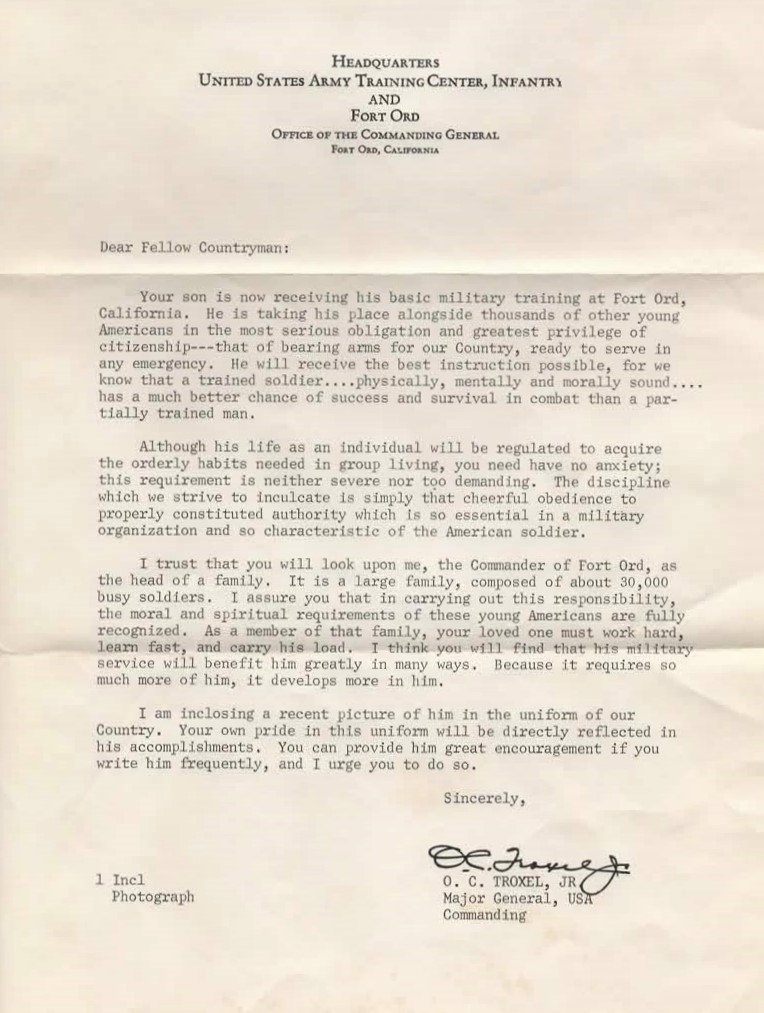 HEADQUARTERS
UNITED STATES ARMY TRAINING CENTER, INFANTRY
AND
FORT ORD
OFFICE OF THE COMMANDING GENERAL
FORT ORD, CALIFORNIA
Dear Fellow Countryman:
Your son is now receiving his basic military training at Fort Ord,
California. He is taking his place alongside thousands of other young
Americans in the most serious obligation and greatest privilege of
citizenship---that of bearing arms for our Country, ready to serve in
any emergency. He will receive the best instruction possible, for we
know that a trained soldier....physically, mentally and morally sound....
has a much better chance of success and survival in combat than a par-
tially trained man.
Although his life as an individual will be regulated to acquire
the orderly habits needed in group living, you need have no anxiety;
this requirement is neither severe nor too demanding. The discipline
which we strive to inculcate is simply that cheerful obedience to
properly constituted authority which is so essential in a military
organization and so characteristic of the American soldier.
I trust that you will look upon me, the Commander of Fort Ord, as
the head of a family. It is a large family, composed of about 30,000
busy soldiers. I assure you that in carrying out this responsibility,
the moral and spiritual requirements of these young Americans are fully
recognized. As a member of that family, your loved one must work hard,
learn fast, and carry his load. I think you will find that his military
service will benefit him greatly in many ways. Because it requires so
much more of him, it develops more in him.
I am inclosing a recent picture of him in the uniform of our
Country. Your own pride in this uniform will be directly reflected in
his accomplishments. You can provide him great encouragement if you
write him frequently, and I urge you to do so.
Sincerely,
O.C. Troxel Jr
1 Incl
Photograph
O. C. TROXEL, JR
Major General, USA
Commanding